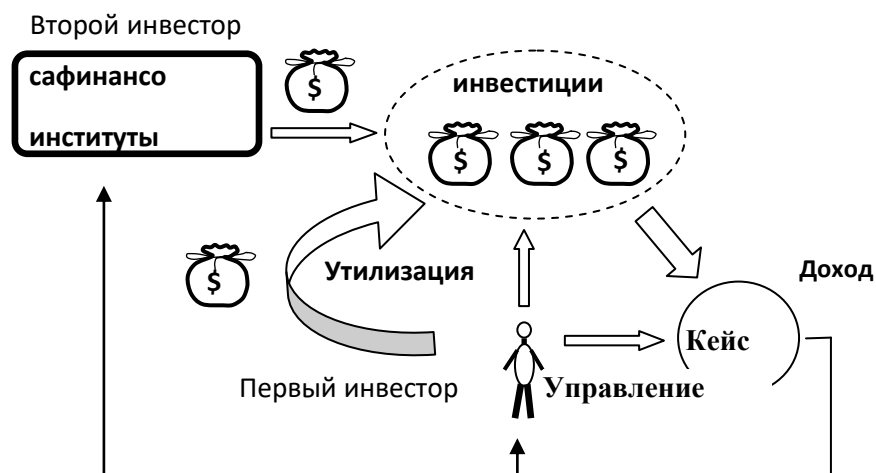 Второй инвестор
сафинансо
институты
$
инвестиции
$ $ $
$
Утилизация
Доход
Кейс
Первый инвестор
Управление